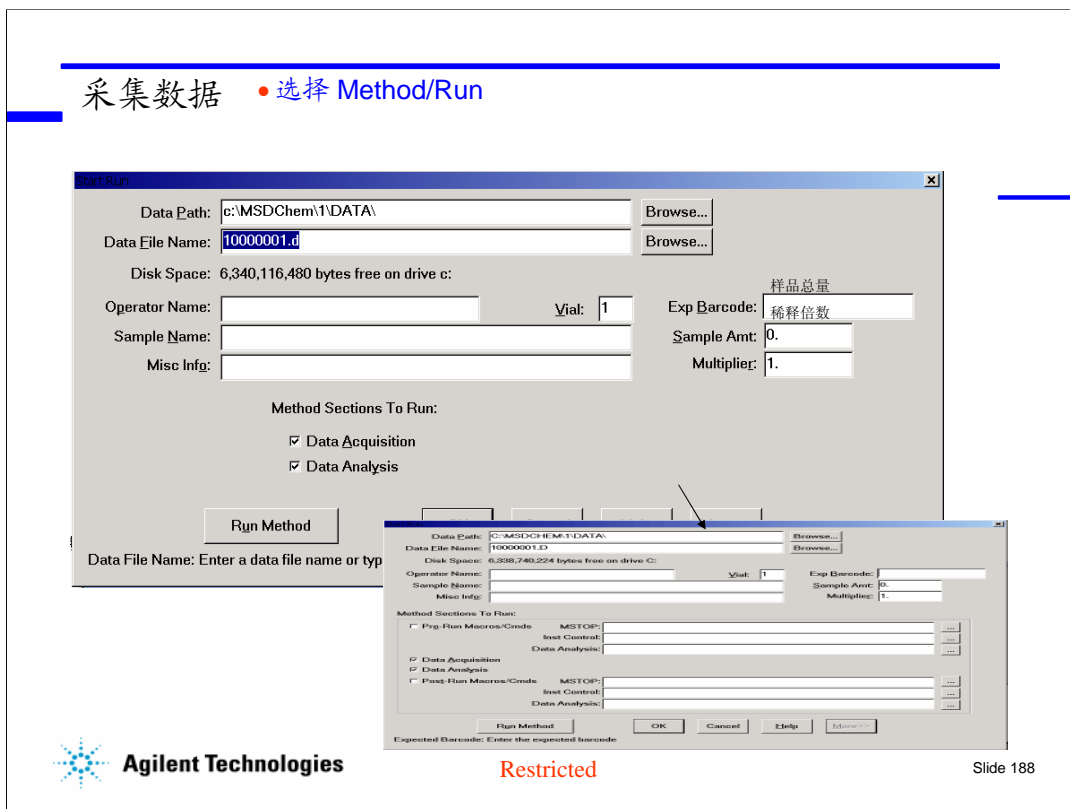 采集数据 • 选择 Method/Run
Start Run
Data Path: c:\MSDChem\1\DATA\ Browse...
Data File Name: 10000001.d Browse...
Disk Space: 6,340,116,480 bytes free on drive c:
样品总量
Operator Name: Vial: 1 Exp Barcode: 稀释倍数
Sample Name: Sample Amt: 0.
Misc Info: Multiplier: 1.
Method Sections To Run:
Data Acquisition
Data Analysis
Run Method
Data File Name: Enter a data file name or typ
Data Path: C:\MSDCHEM\1\DATA\ Browse...
Data File Name: 10000001.D Browse...
Disk Space: 6,338,740,224 bytes free on drive C:
Operator Name: Vial: 1 Exp Barcode:
Sample Name: Sample Amt: 0.
Misc Info: Multiplier: 1.
Method Sections To Run:
Pre-Run Macros/Cmds MSTOP: ...
Inst Control: ...
Data Analysis: ...
Data Acquisition
Data Analysis
Post-Run Macros/Cmds MSTOP: ...
Inst Control: ...
Data Analysis: ...
Run Method OK Cancel Help More>>
Expected Barcode: Enter the expected barcode
Agilent Technologies
Restricted
Slide 188